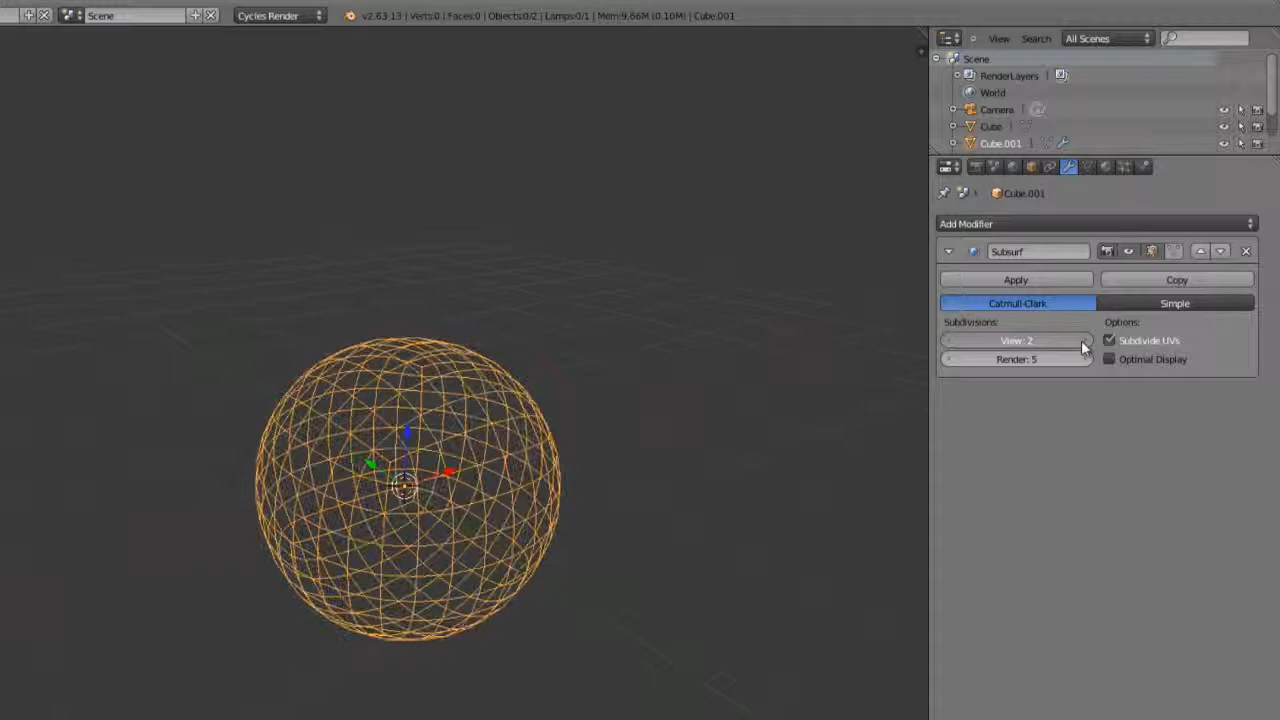 Scene
Cycles Render
v2.63 13 | Verts:0 | Faces:0 | Objects:0/2 | Lamps:0/1 | Mem:9.66M (0.10M) | Cube.001
View
Search
All Scenes
Scene
RenderLayers
World
Camera
Cube
Cube.001
Cube.001
Add Modifier
Subsurf
Apply
Copy
Catmull-Clark
Simple
Subdivisions:
Options:
View: 2
Subdivide UVs
Render: 5
Optimal Display